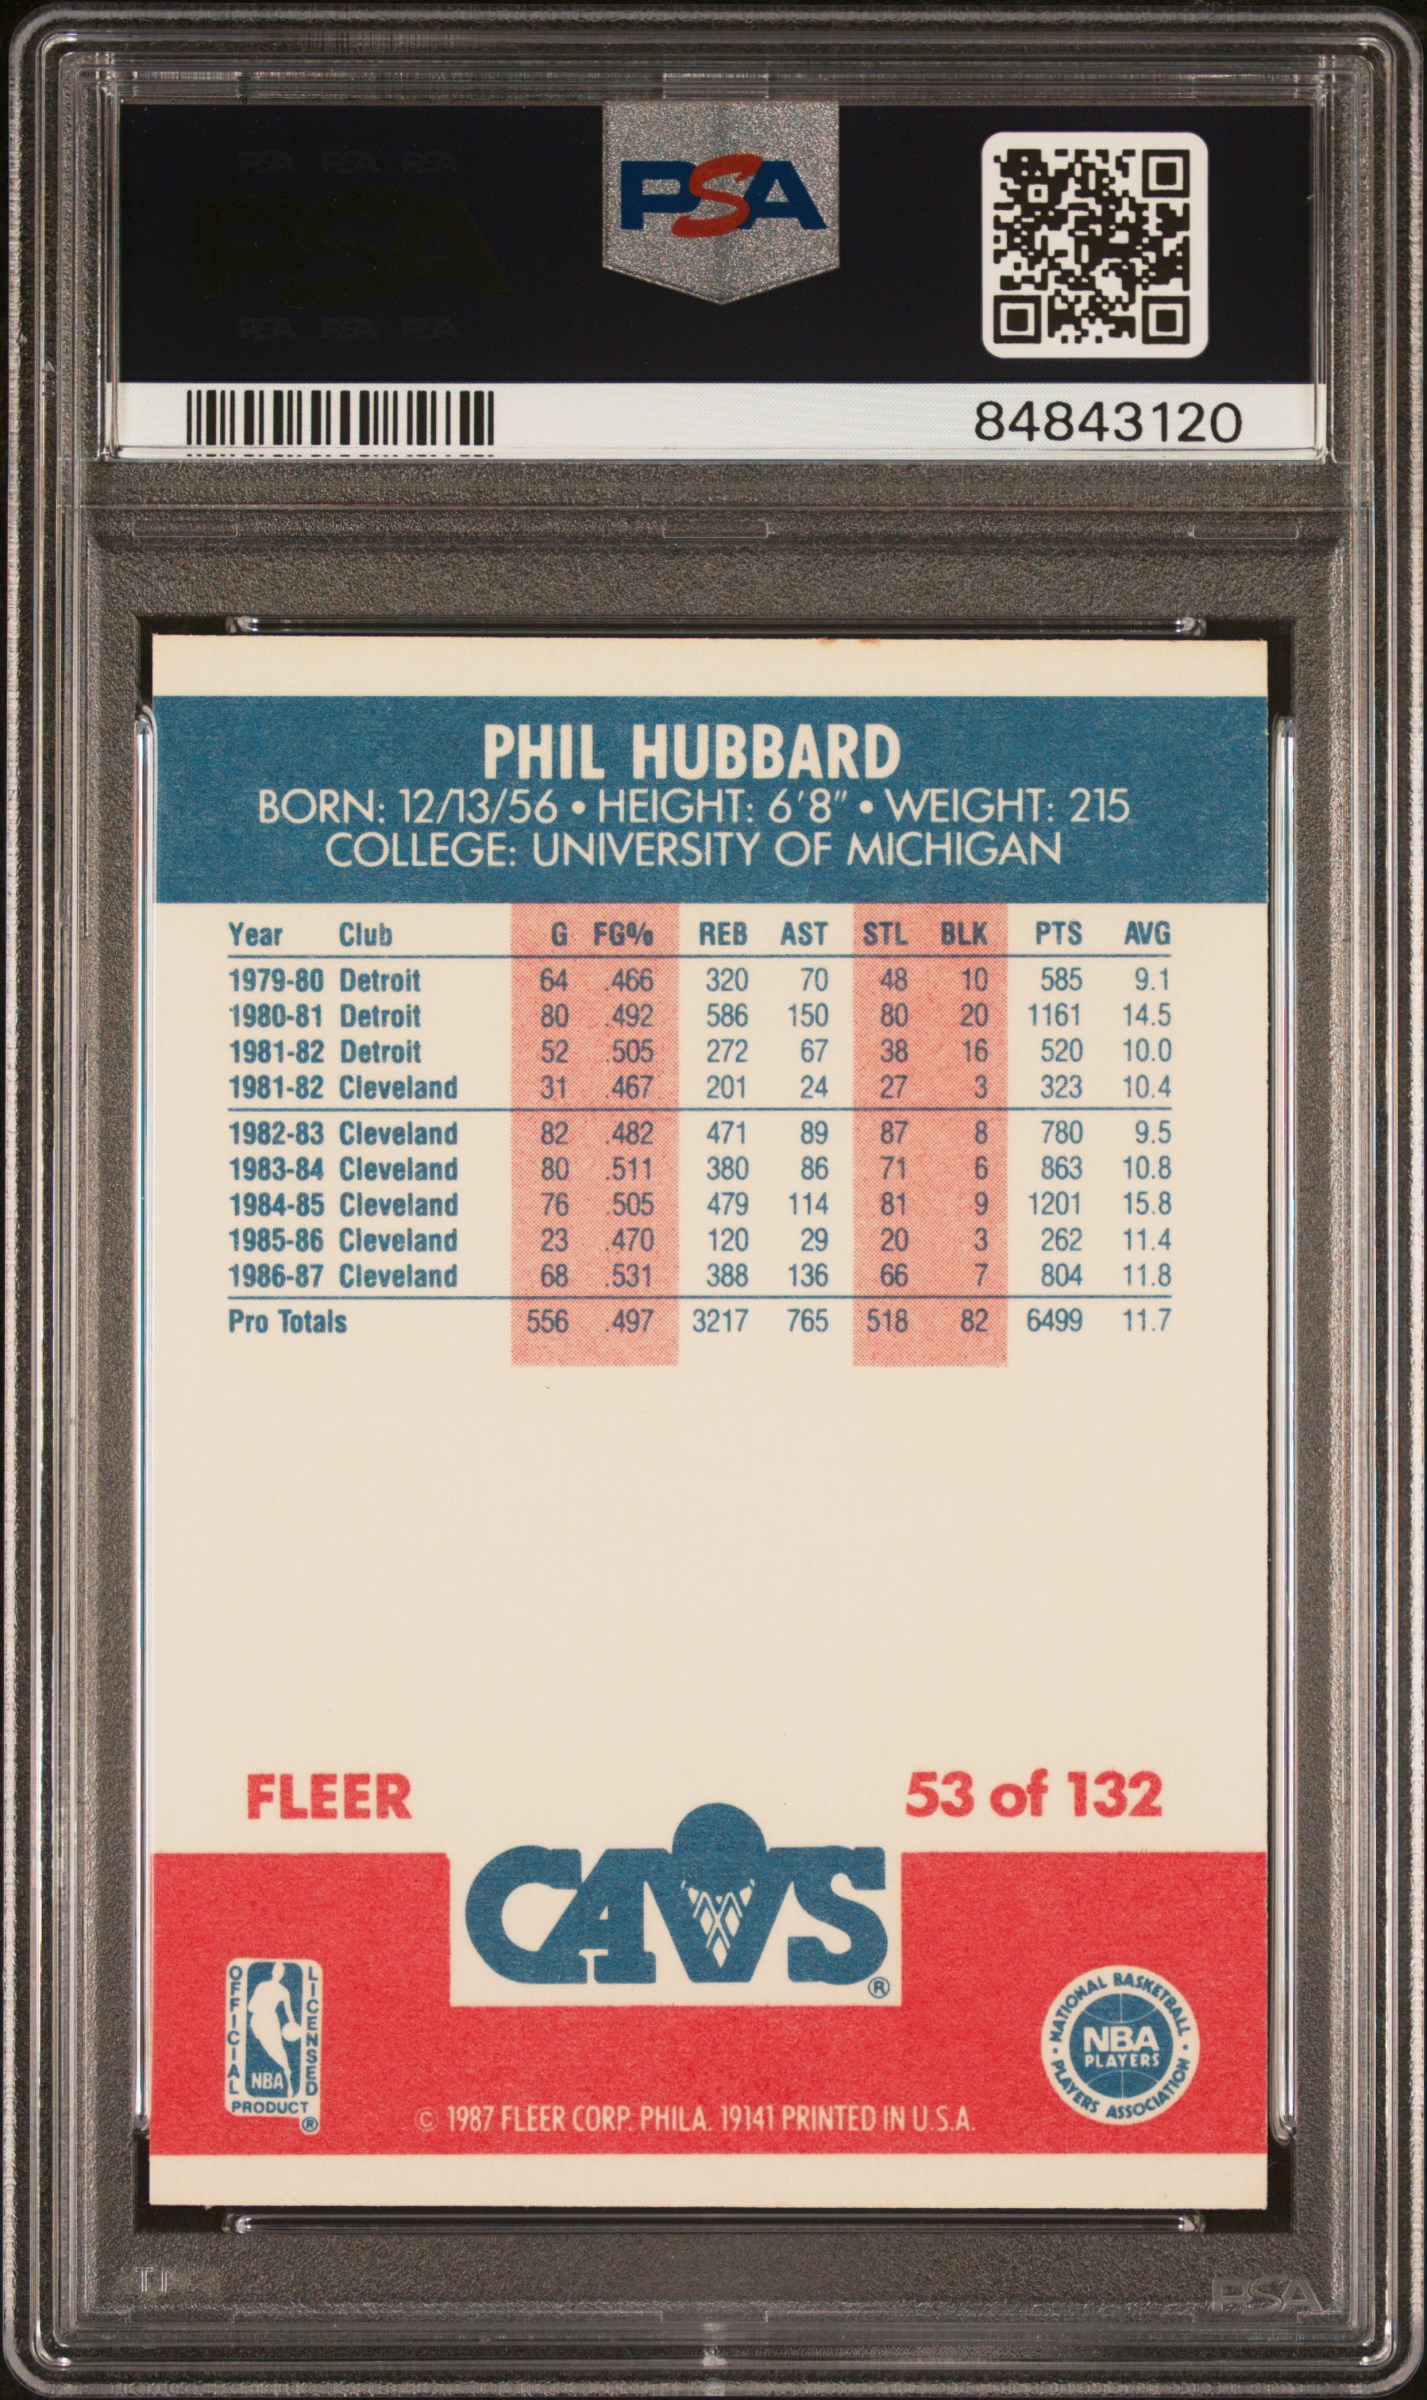 PSA PSA PSA
PSA
PSA PSA PSA
PSA
84843120
PHIL HUBBARD
BORN: 12/13/56 • HEIGHT: 6'8" • WEIGHT: 215
COLLEGE: UNIVERSITY OF MICHIGAN
Year Club G FG% REB AST STL BLK PTS AVG
1979-80 Detroit 64 .466 320 70 48 10 585 9.1
1980-81 Detroit 80 .492 586 150 80 20 1161 14.5
1981-82 Detroit 52 .505 272 67 38 16 520 10.0
1981-82 Cleveland 31 .467 201 24 27 3 323 10.4
1982-83 Cleveland 82 .482 471 89 87 8 780 9.5
1983-84 Cleveland 80 .511 380 86 71 6 863 10.8
1984-85 Cleveland 76 .505 479 114 81 9 1201 15.8
1985-86 Cleveland 23 .470 120 29 20 3 262 11.4
1986-87 Cleveland 68 .531 388 136 66 7 804 11.8
Pro Totals 556 .497 3217 765 518 82 6499 11.7
FLEER
53 of 132
CAVS®
OFFICIAL LICENSED
NBA
PRODUCT
®
NATIONAL BASKETBALL
NBA
PLAYERS
• PLAYERS ASSOCIATION •
© 1987 FLEER CORP. PHILA. 19141 PRINTED IN U.S.A.
PSA